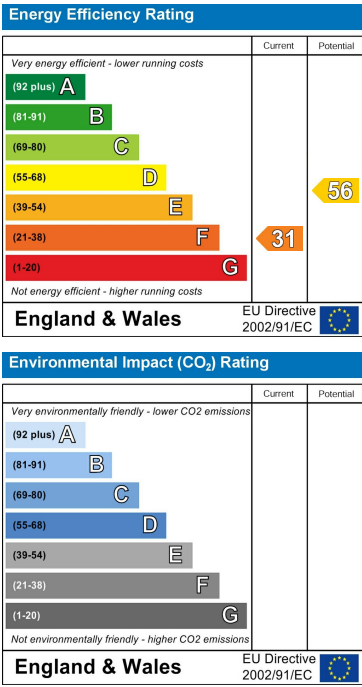 Energy Efficiency Rating
Current Potential
Very energy efficient - lower running costs
(92 plus) A
(81-91) B
(69-80) C
(55-68) D
56
(39-54) E
(21-38) F
31
(1-20) G
Not energy efficient - higher running costs
England & Wales
EU Directive
2002/91/EC
Environmental Impact (CO₂) Rating
Current Potential
Very environmentally friendly - lower CO2 emissions
(92 plus) A
(81-91) B
(69-80) C
(55-68) D
(39-54) E
(21-38) F
(1-20) G
Not environmentally friendly - higher CO2 emissions
England & Wales
EU Directive
2002/91/EC